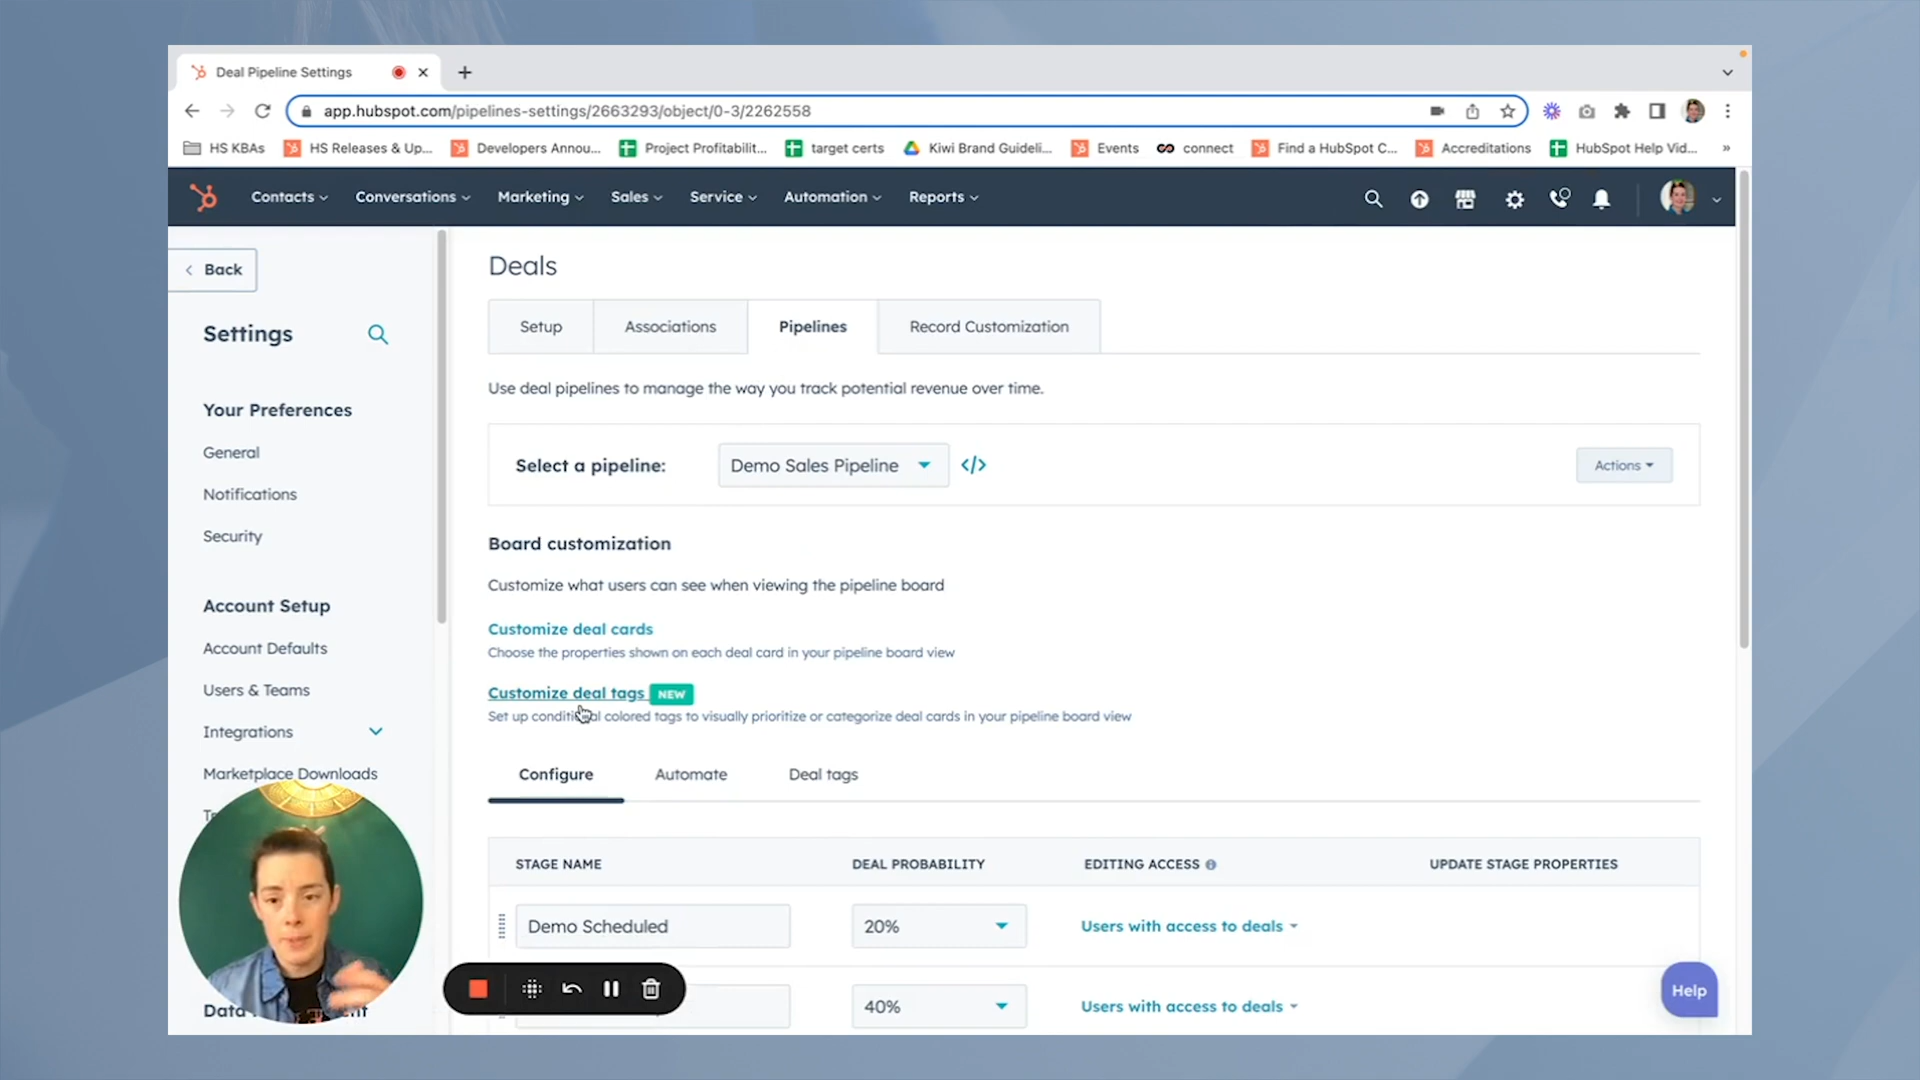 Deal Pipeline Settings
app.hubspot.com/pipelines-settings/2663293/object/0-3/2262558
HS KBAs HS Releases & Up... Developers Annou... Project Profitabilit... target certs Kiwi Brand Guideli... Events connect Find a HubSpot C... Accreditations HubSpot Help Vid... »
Contacts Conversations Marketing Sales Service Automation Reports
Back
Settings
Your Preferences
General
Notifications
Security
Account Setup
Account Defaults
Users & Teams
Integrations
Marketplace Downloads
Deals
Setup Associations Pipelines Record Customization
Use deal pipelines to manage the way you track potential revenue over time.
Select a pipeline: Demo Sales Pipeline </> Actions
Board customization
Customize what users can see when viewing the pipeline board
Customize deal cards
Choose the properties shown on each deal card in your pipeline board view
Customize deal tags NEW
Set up conditional colored tags to visually prioritize or categorize deal cards in your pipeline board view
Configure Automate Deal tags
STAGE NAME DEAL PROBABILITY EDITING ACCESS UPDATE STAGE PROPERTIES
Demo Scheduled 20% Users with access to deals
40% Users with access to deals
Data
Help